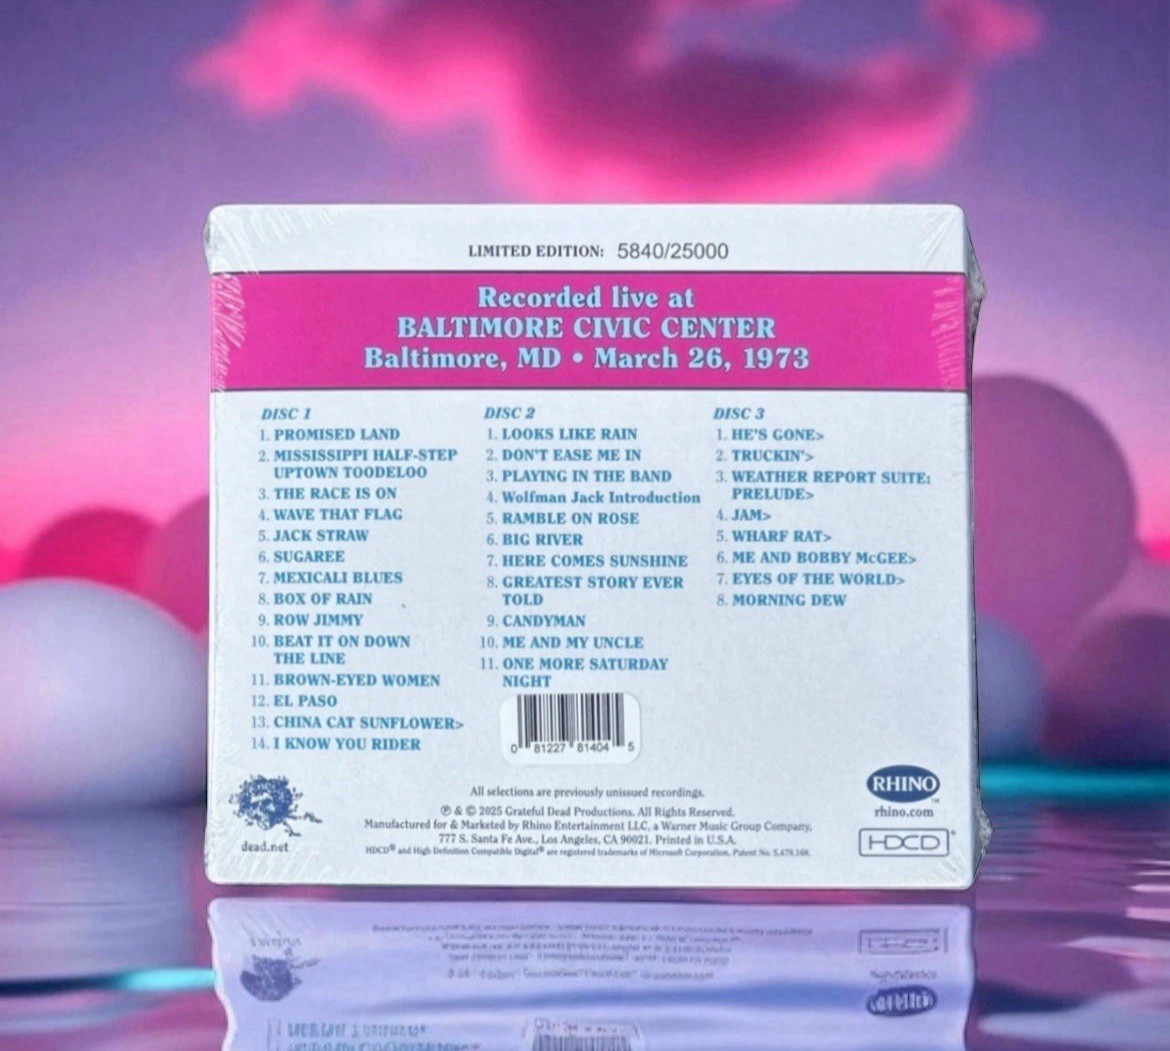 LIMITED EDITION: 5840/25000
Recorded live at
BALTIMORE CIVIC CENTER
Baltimore, MD • March 26, 1973
DISC 1
1. PROMISED LAND
2. MISSISSIPPI HALF-STEP
UPTOWN TOODELOO
3. THE RACE IS ON
4. WAVE THAT FLAG
5. JACK STRAW
6. SUGAREE
7. MEXICALI BLUES
8. BOX OF RAIN
9. ROW JIMMY
10. BEAT IT ON DOWN
THE LINE
11. BROWN-EYED WOMEN
12. EL PASO
13. CHINA CAT SUNFLOWER>
14. I KNOW YOU RIDER
DISC 2
1. LOOKS LIKE RAIN
2. DON'T EASE ME IN
3. PLAYING IN THE BAND
4. Wolfman Jack Introduction
5. RAMBLE ON ROSE
6. BIG RIVER
7. HERE COMES SUNSHINE
8. GREATEST STORY EVER
TOLD
9. CANDYMAN
10. ME AND MY UNCLE
11. ONE MORE SATURDAY
NIGHT
DISC 3
1. HE'S GONE>
2. TRUCKIN'>
3. WEATHER REPORT SUITE:
PRELUDE>
4. JAM>
5. WHARF RAT>
6. ME AND BOBBY McGEE>
7. EYES OF THE WORLD>
8. MORNING DEW
0 81227 81404 5
dead.net
All selections are previously unissued recordings.
℗ & © 2025 Grateful Dead Productions. All Rights Reserved.
Manufactured for & Marketed by Rhino Entertainment LLC, a Warner Music Group Company,
777 S. Santa Fe Ave., Los Angeles, CA 90021. Printed in U.S.A.
HDCD® and High Definition Compatible Digital® are registered trademarks of Microsoft Corporation, Patent No. 5,479,168.
RHINO™
rhino.com
HDCD®